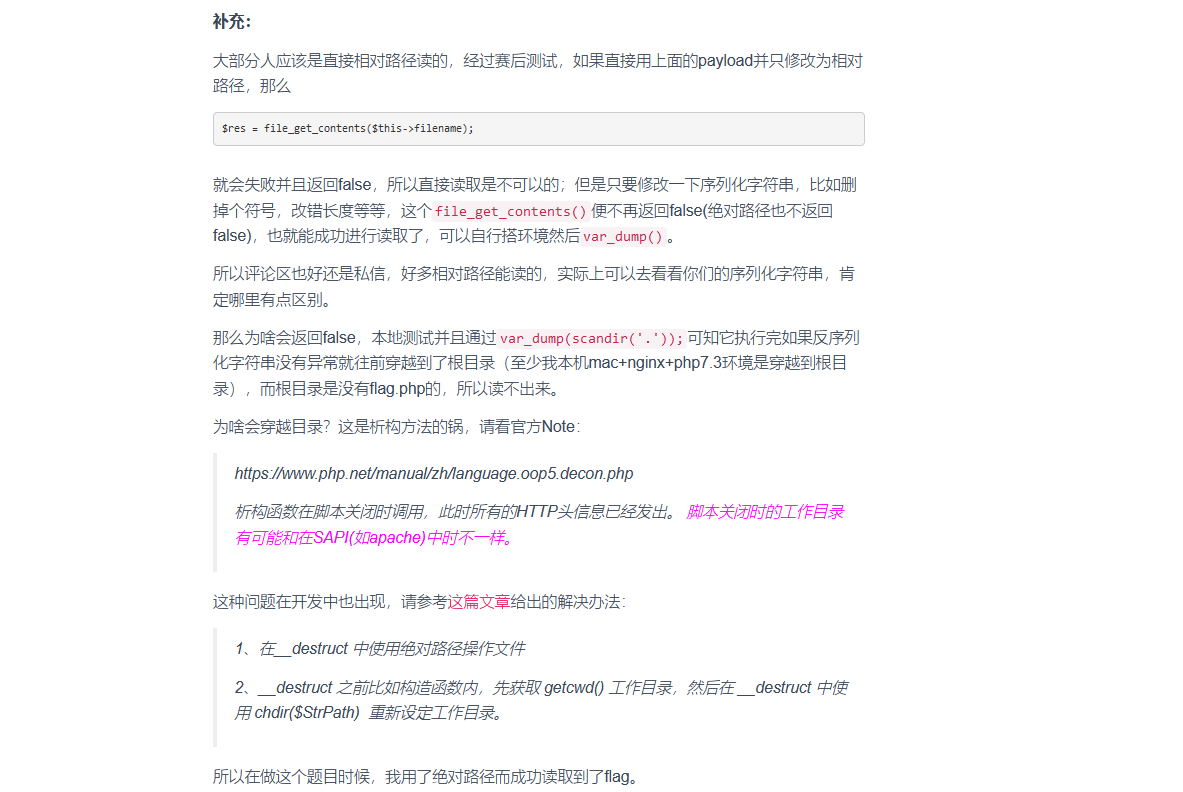 补充：
大部分人应该是直接相对路径读的，经过赛后测试，如果直接用上面的payload并只修改为相对
路径，那么
$res = file_get_contents($this->filename);
就会失败并且返回false，所以直接读取是不可以的；但是只要修改一下序列化字符串，比如删
掉个符号，改错长度等等，这个 file_get_contents() 便不再返回false(绝对路径也不返回
false)，也就能成功进行读取了，可以自行搭环境然后 var_dump() 。
所以评论区也好还是私信，好多相对路径能读的，实际上可以去看看你们的序列化字符串，肯
定哪里有点区别。
那么为啥会返回false，本地测试并且通过 var_dump(scandir('.')); 可知它执行完如果反序列
化字符串没有异常就往前穿越到了根目录（至少我本机mac+nginx+php7.3环境是穿越到根目
录），而根目录是没有flag.php的，所以读不出来。
为啥会穿越目录？这是析构方法的锅，请看官方Note：
https://www.php.net/manual/zh/language.oop5.decon.php
析构函数在脚本关闭时调用，此时所有的HTTP头信息已经发出。 脚本关闭时的工作目录
有可能和在SAPI(如apache)中时不一样。
这种问题在开发中也出现，请参考这篇文章给出的解决办法：
1、在__destruct 中使用绝对路径操作文件
2、__destruct 之前比如构造函数内，先获取 getcwd() 工作目录，然后在 __destruct 中使
用 chdir($StrPath) 重新设定工作目录。
所以在做这个题目时候，我用了绝对路径而成功读取到了flag。